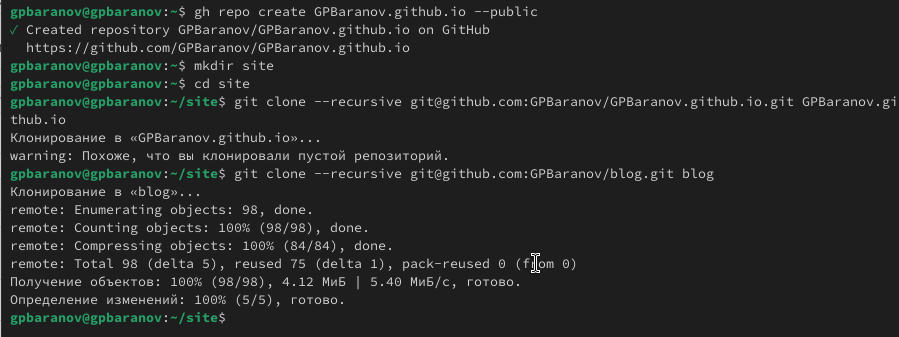 gpbaranov@gpbaranov:~$ gh repo create GPBaranov.github.io --public
✓ Created repository GPBaranov/GPBaranov.github.io on GitHub
  https://github.com/GPBaranov/GPBaranov.github.io
gpbaranov@gpbaranov:~$ mkdir site
gpbaranov@gpbaranov:~$ cd site
gpbaranov@gpbaranov:~/site$ git clone --recursive git@github.com:GPBaranov/GPBaranov.github.io.git GPBaranov.gi
thub.io
Клонирование в «GPBaranov.github.io»...
warning: Похоже, что вы клонировали пустой репозиторий.
gpbaranov@gpbaranov:~/site$ git clone --recursive git@github.com:GPBaranov/blog.git blog
Клонирование в «blog»...
remote: Enumerating objects: 98, done.
remote: Counting objects: 100% (98/98), done.
remote: Compressing objects: 100% (84/84), done.
remote: Total 98 (delta 5), reused 75 (delta 1), pack-reused 0 (from 0)
Получение объектов: 100% (98/98), 4.12 МиБ | 5.40 МиБ/с, готово.
Определение изменений: 100% (5/5), готово.
gpbaranov@gpbaranov:~/site$